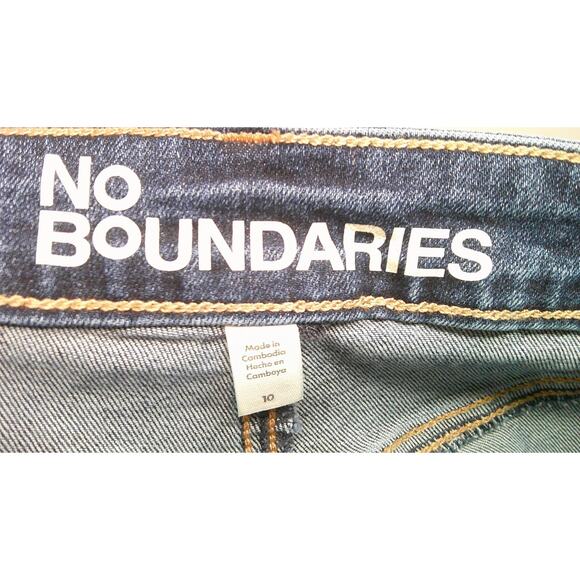 No
BOUNDARIES
Made in
Cambodia
Hecho en
Camboya
10